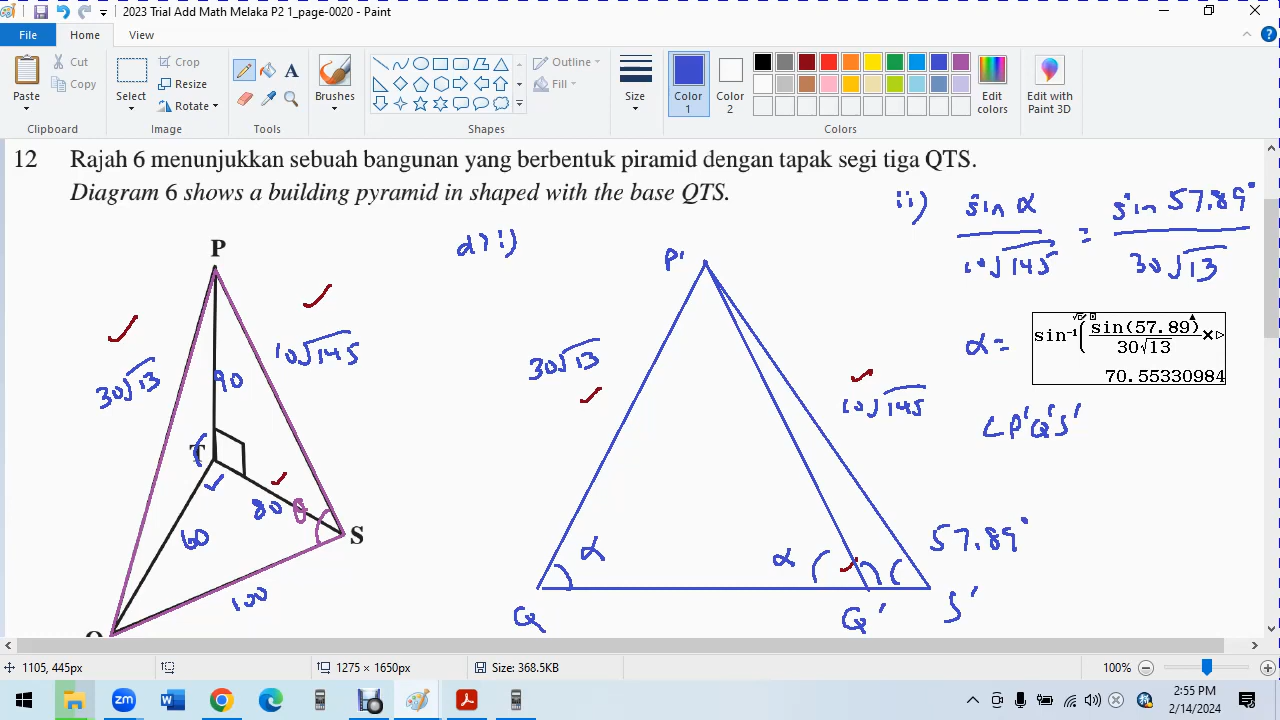 2023 Trial Add Math Melaka P2 1_page-0020 - Paint
File Home View
Paste Cut Copy
Clipboard
Select Crop Resize Rotate
Image
A
Tools
Brushes
Outline Fill
Shapes
Size
Color 1 Color 2
Edit colors
Edit with Paint 3D
Colors
12 Rajah 6 menunjukkan sebuah bangunan yang berbentuk piramid dengan tapak segi tiga QTS.
Diagram 6 shows a building pyramid in shaped with the base QTS.
P
30√13
10√145
90
T
80
θ
S
60
100
Q
d) i)
P'
30√13
10√145
α
α
57.89°
Q
Q'
S'
ii) sin α / 10√145 = sin 57.89° / 30√13
α = sin⁻¹( sin(57.89) / 30√13 ×
70.55330984
∠P'Q'S'
1105, 445px
1275 × 1650px
Size: 368.5KB
100%
zm
2:55 PM
2/14/2024